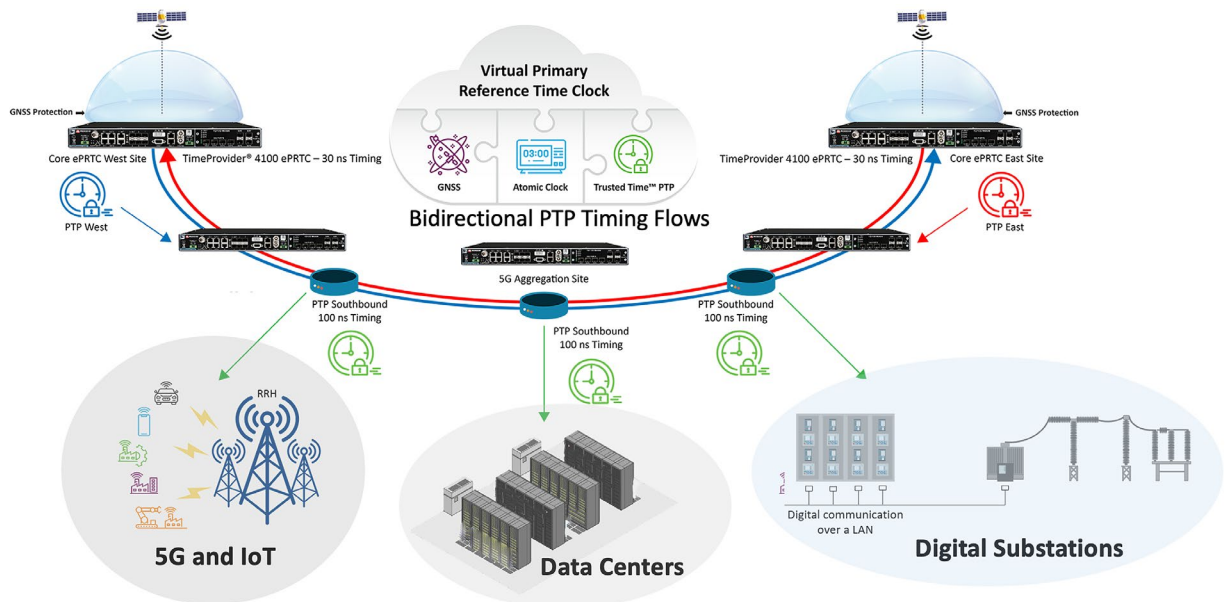 Virtual Primary
Reference Time Clock
GNSS
03:00
Atomic Clock
Trusted Time™ PTP
GNSS Protection
GNSS Protection
Core ePRTC West Site
TimeProvider® 4100 ePRTC – 30 ns Timing
TimeProvider 4100 ePRTC – 30 ns Timing
Core ePRTC East Site
Bidirectional PTP Timing Flows
PTP West
PTP East
5G Aggregation Site
PTP Southbound
100 ns Timing
PTP Southbound
100 ns Timing
PTP Southbound
100 ns Timing
RRH
5G and IoT
Data Centers
Digital communication
over a LAN
Digital Substations